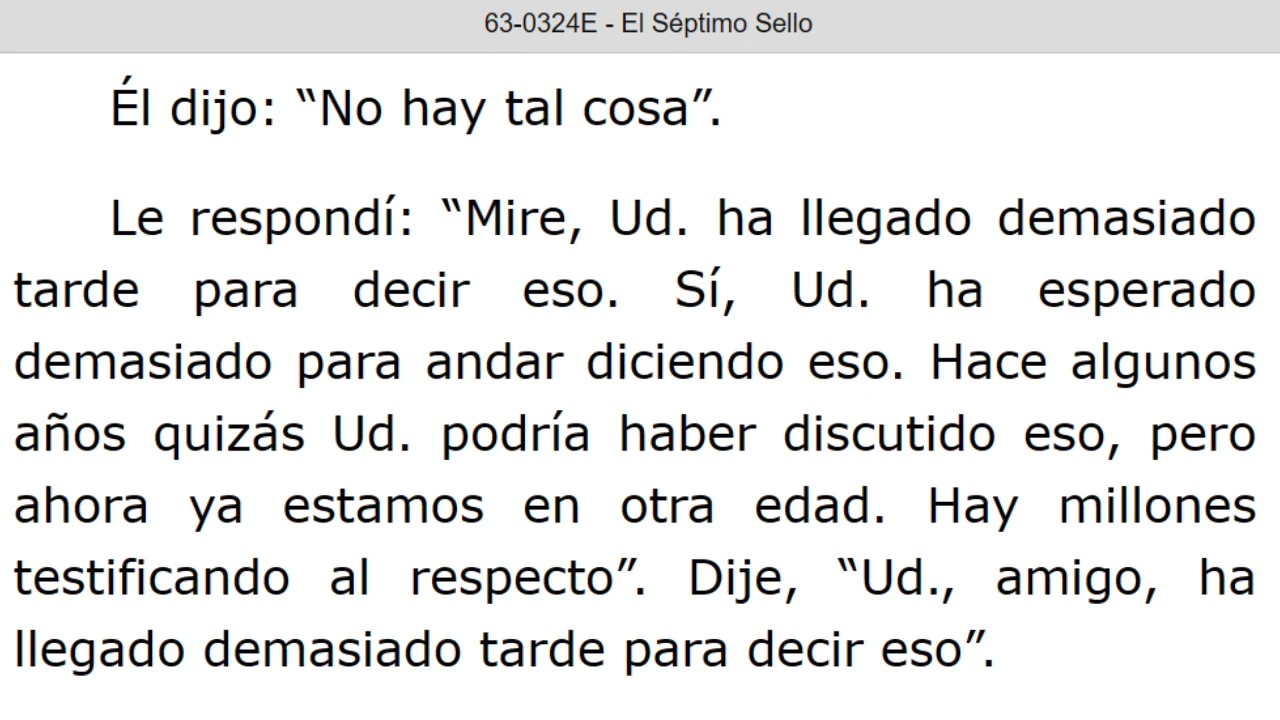 63-0324E - El Séptimo Sello
Él dijo: “No hay tal cosa”.
Le respondí: “Mire, Ud. ha llegado demasiado
tarde para decir eso. Sí, Ud. ha esperado
demasiado para andar diciendo eso. Hace algunos
años quizás Ud. podría haber discutido eso, pero
ahora ya estamos en otra edad. Hay millones
testificando al respecto”. Dije, “Ud., amigo, ha
llegado demasiado tarde para decir eso”.